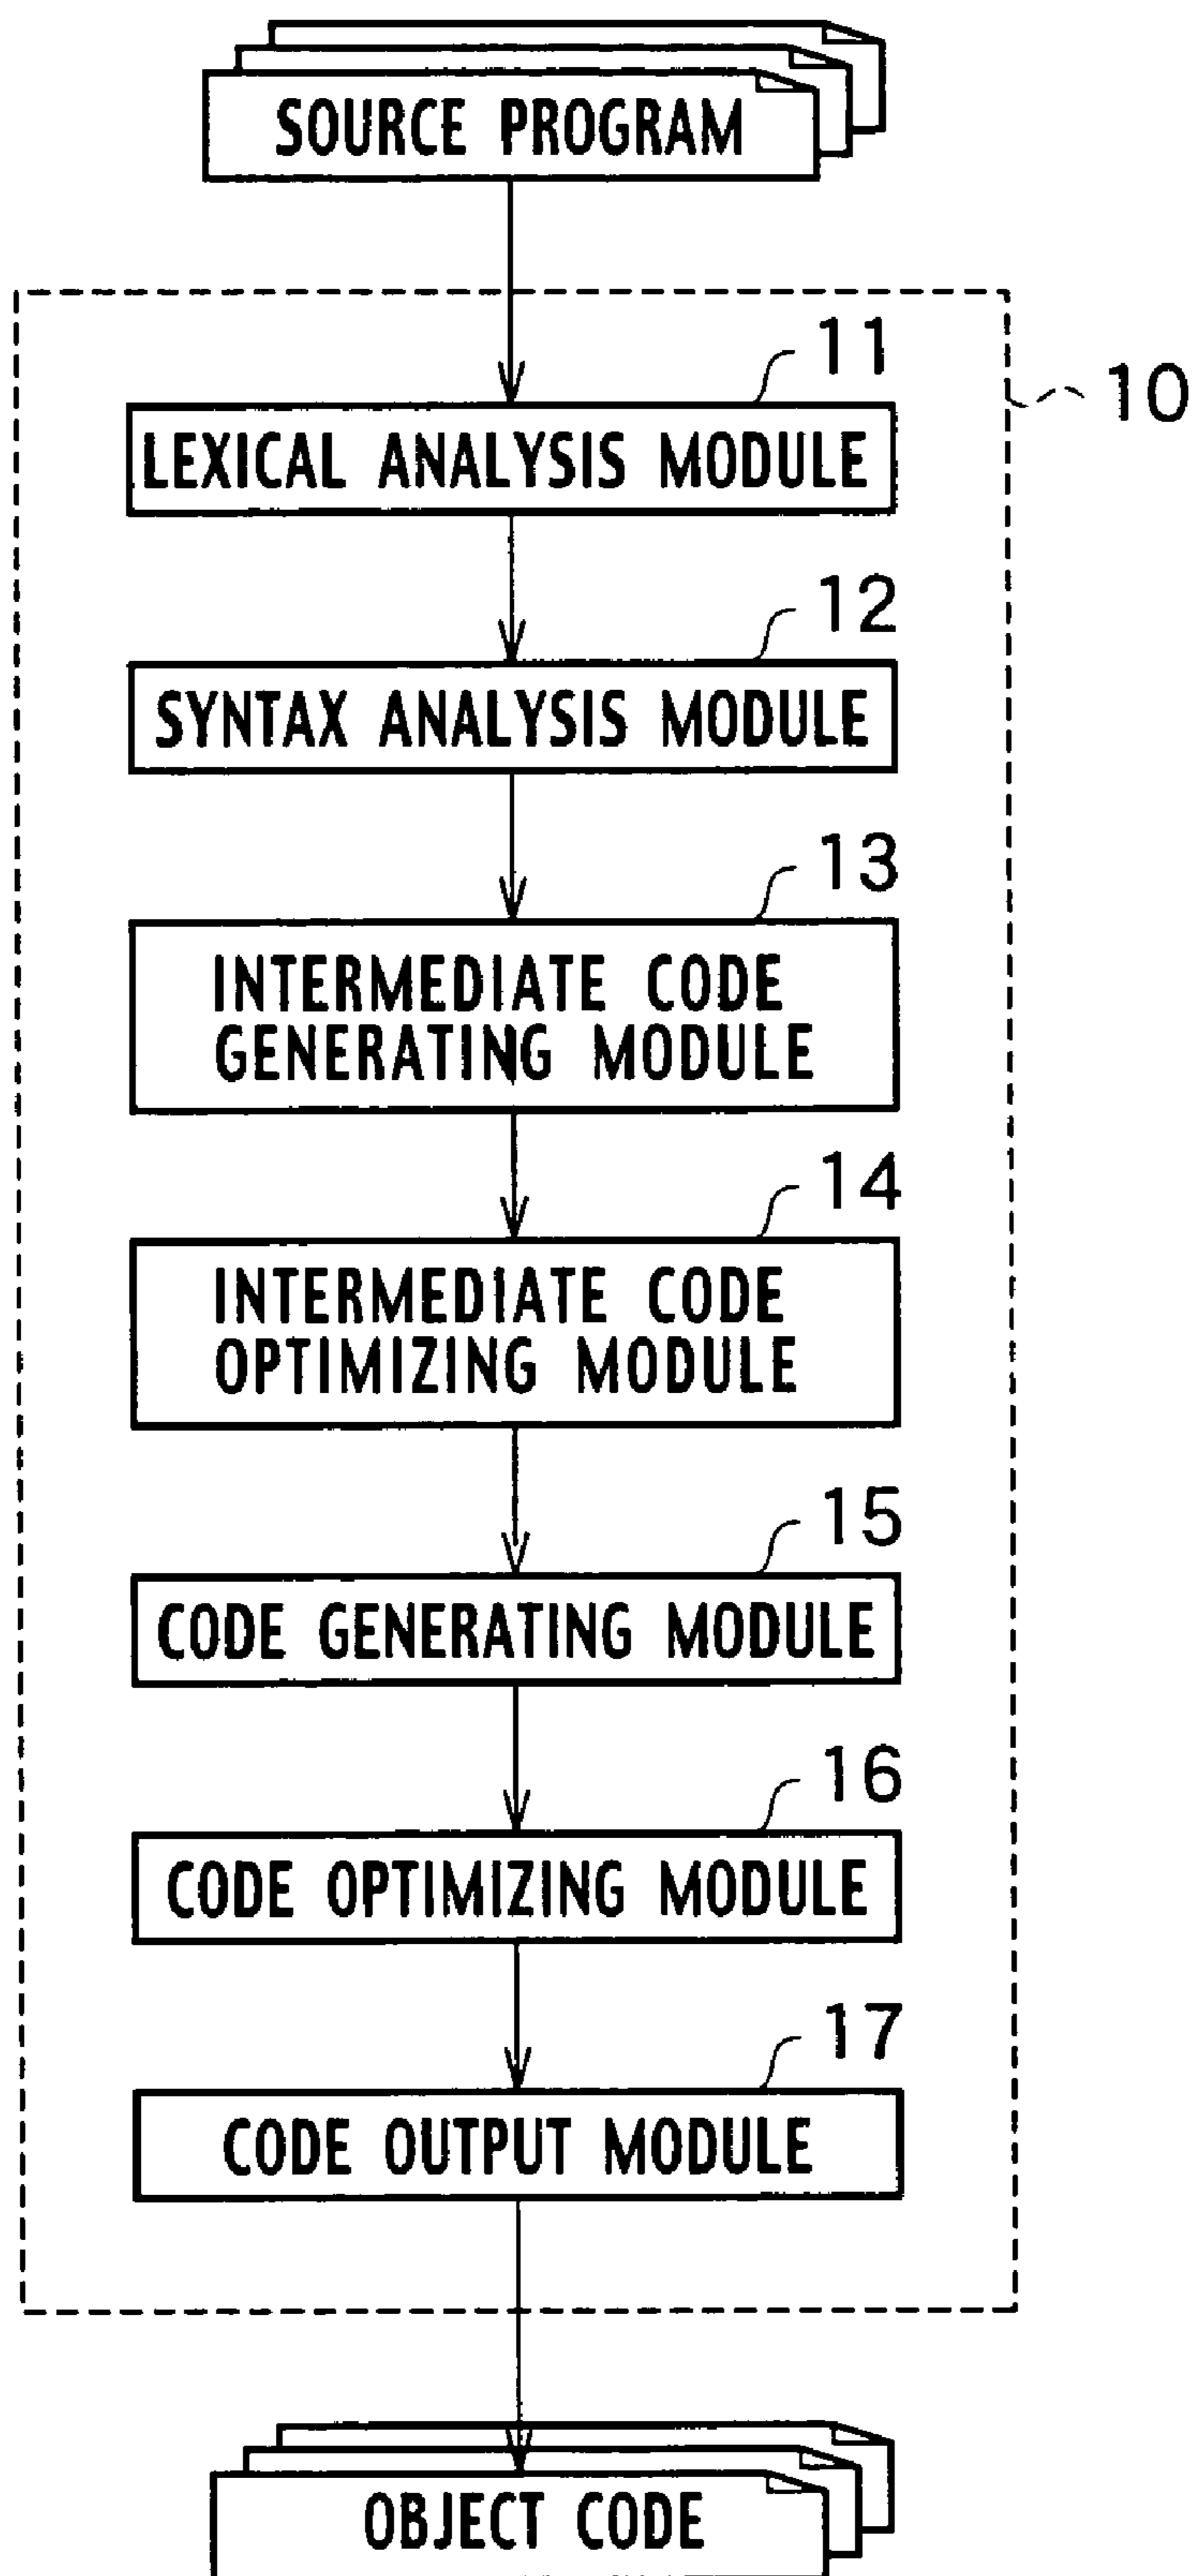 SOURCE PROGRAM
11
10
LEXICAL ANALYSIS MODULE
12
SYNTAX ANALYSIS MODULE
13
INTERMEDIATE CODE
GENERATING MODULE
14
INTERMEDIATE CODE
OPTIMIZING MODULE
15
CODE GENERATING MODULE
16
CODE OPTIMIZING MODULE
17
CODE OUTPUT MODULE
OBJECT CODE